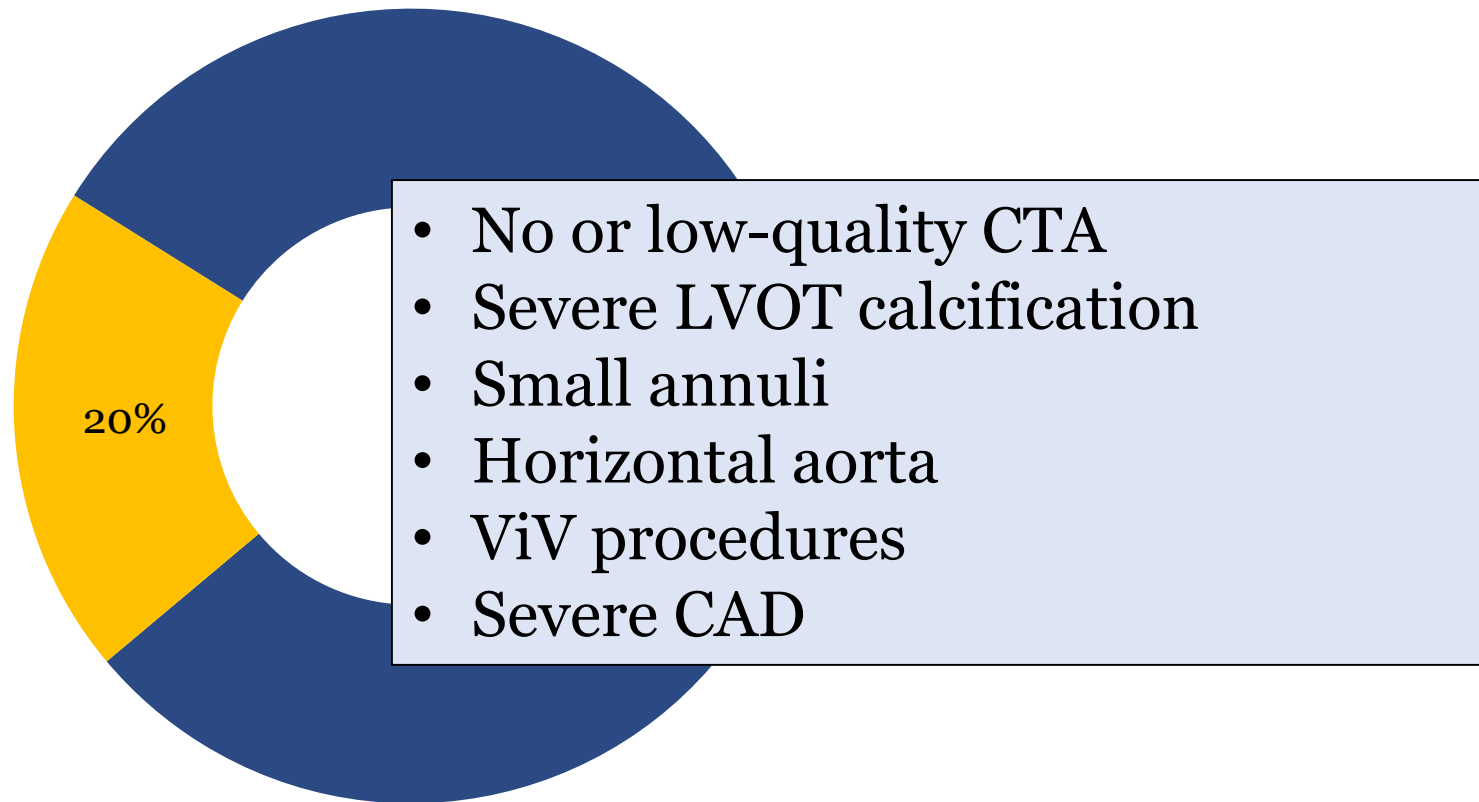 20%
• No or low-quality CTA
• Severe LVOT calcification
• Small annuli
• Horizontal aorta
• ViV procedures
• Severe CAD